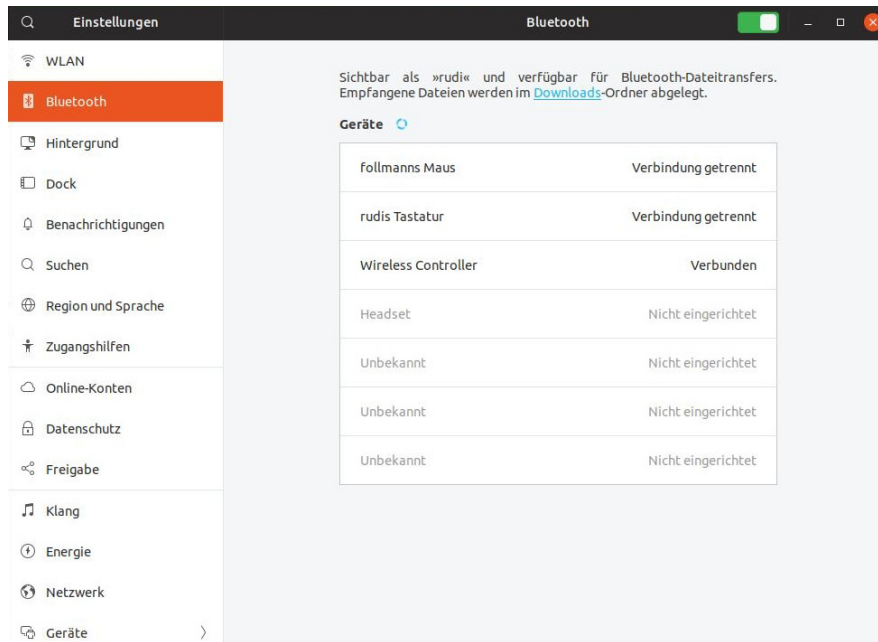 Einstellungen
Bluetooth
WLAN
Bluetooth
Hintergrund
Dock
Benachrichtigungen
Suchen
Region und Sprache
Zugangshilfen
Online-Konten
Datenschutz
Freigabe
Klang
Energie
Netzwerk
Geräte
Sichtbar als »rudi« und verfügbar für Bluetooth-Dateitransfers.
Empfangene Dateien werden im Downloads-Ordner abgelegt.
Geräte
follmanns Maus Verbindung getrennt
rudis Tastatur Verbindung getrennt
Wireless Controller Verbunden
Headset Nicht eingerichtet
Unbekannt Nicht eingerichtet
Unbekannt Nicht eingerichtet
Unbekannt Nicht eingerichtet